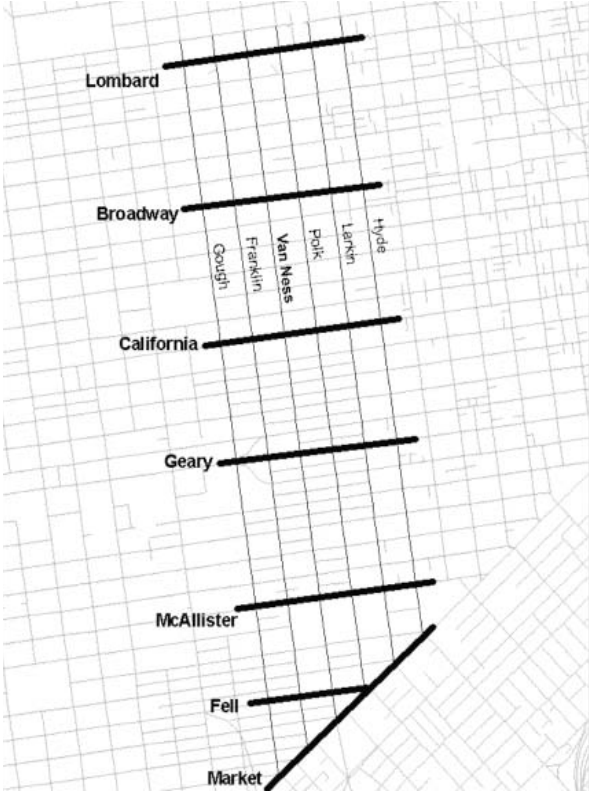 Lombard
Broadway
Gough
Franklin
Van Ness
Polk
Larkin
Hyde
California
Geary
McAllister
Fell
Market